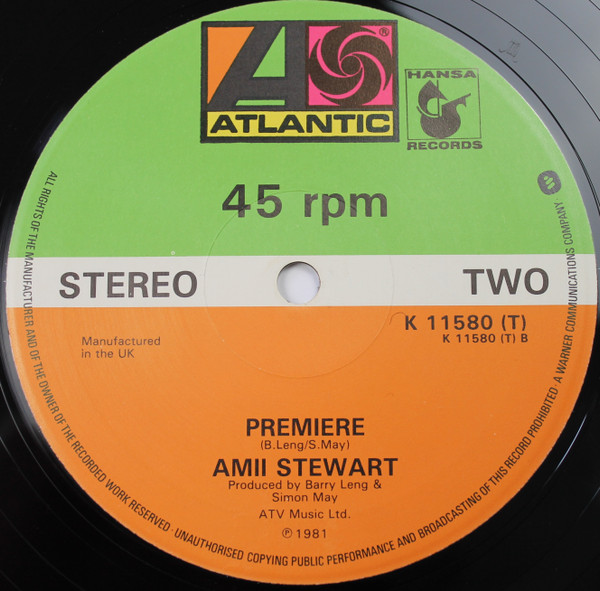 ATLANTIC
®
HANSA
RECORDS
45 rpm
STEREO
TWO
Manufactured
in the UK
K 11580 (T)
K 11580 (T) B
PREMIERE
(B.Leng/S.May)
AMII STEWART
Produced by Barry Leng &
Simon May
ATV Music Ltd.
℗ 1981
ALL RIGHTS OF THE MANUFACTURER AND OF THE OWNER OF THE RECORDED WORK RESERVED · UNAUTHORISED COPYING PUBLIC PERFORMANCE AND BROADCASTING OF THIS RECORD PROHIBITED · A WARNER COMMUNICATIONS COMPANY ·